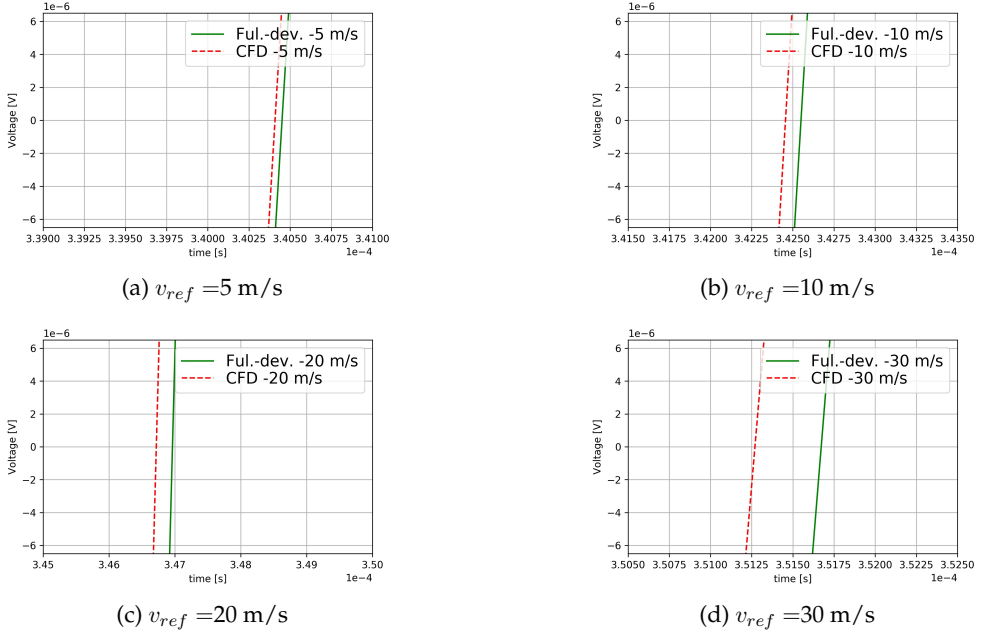 1e−6
6
4
2
0
−2
−4
−6
Voltage [V]
Ful.-dev. -5 m/s
CFD -5 m/s
3.3900 3.3925 3.3950 3.3975 3.4000 3.4025 3.4050 3.4075 3.4100
time [s]
1e−4
(a) v_ref =5 m/s
1e−6
6
4
2
0
−2
−4
−6
Voltage [V]
Ful.-dev. -10 m/s
CFD -10 m/s
3.4150 3.4175 3.4200 3.4225 3.4250 3.4275 3.4300 3.4325 3.4350
time [s]
1e−4
(b) v_ref =10 m/s
1e−6
6
4
2
0
−2
−4
−6
Voltage [V]
Ful.-dev. -20 m/s
CFD -20 m/s
3.45 3.46 3.47 3.48 3.49 3.50
time [s]
1e−4
(c) v_ref =20 m/s
1e−6
6
4
2
0
−2
−4
−6
Voltage [V]
Ful.-dev. -30 m/s
CFD -30 m/s
3.5050 3.5075 3.5100 3.5125 3.5150 3.5175 3.5200 3.5225 3.5250
time [s]
1e−4
(d) v_ref =30 m/s